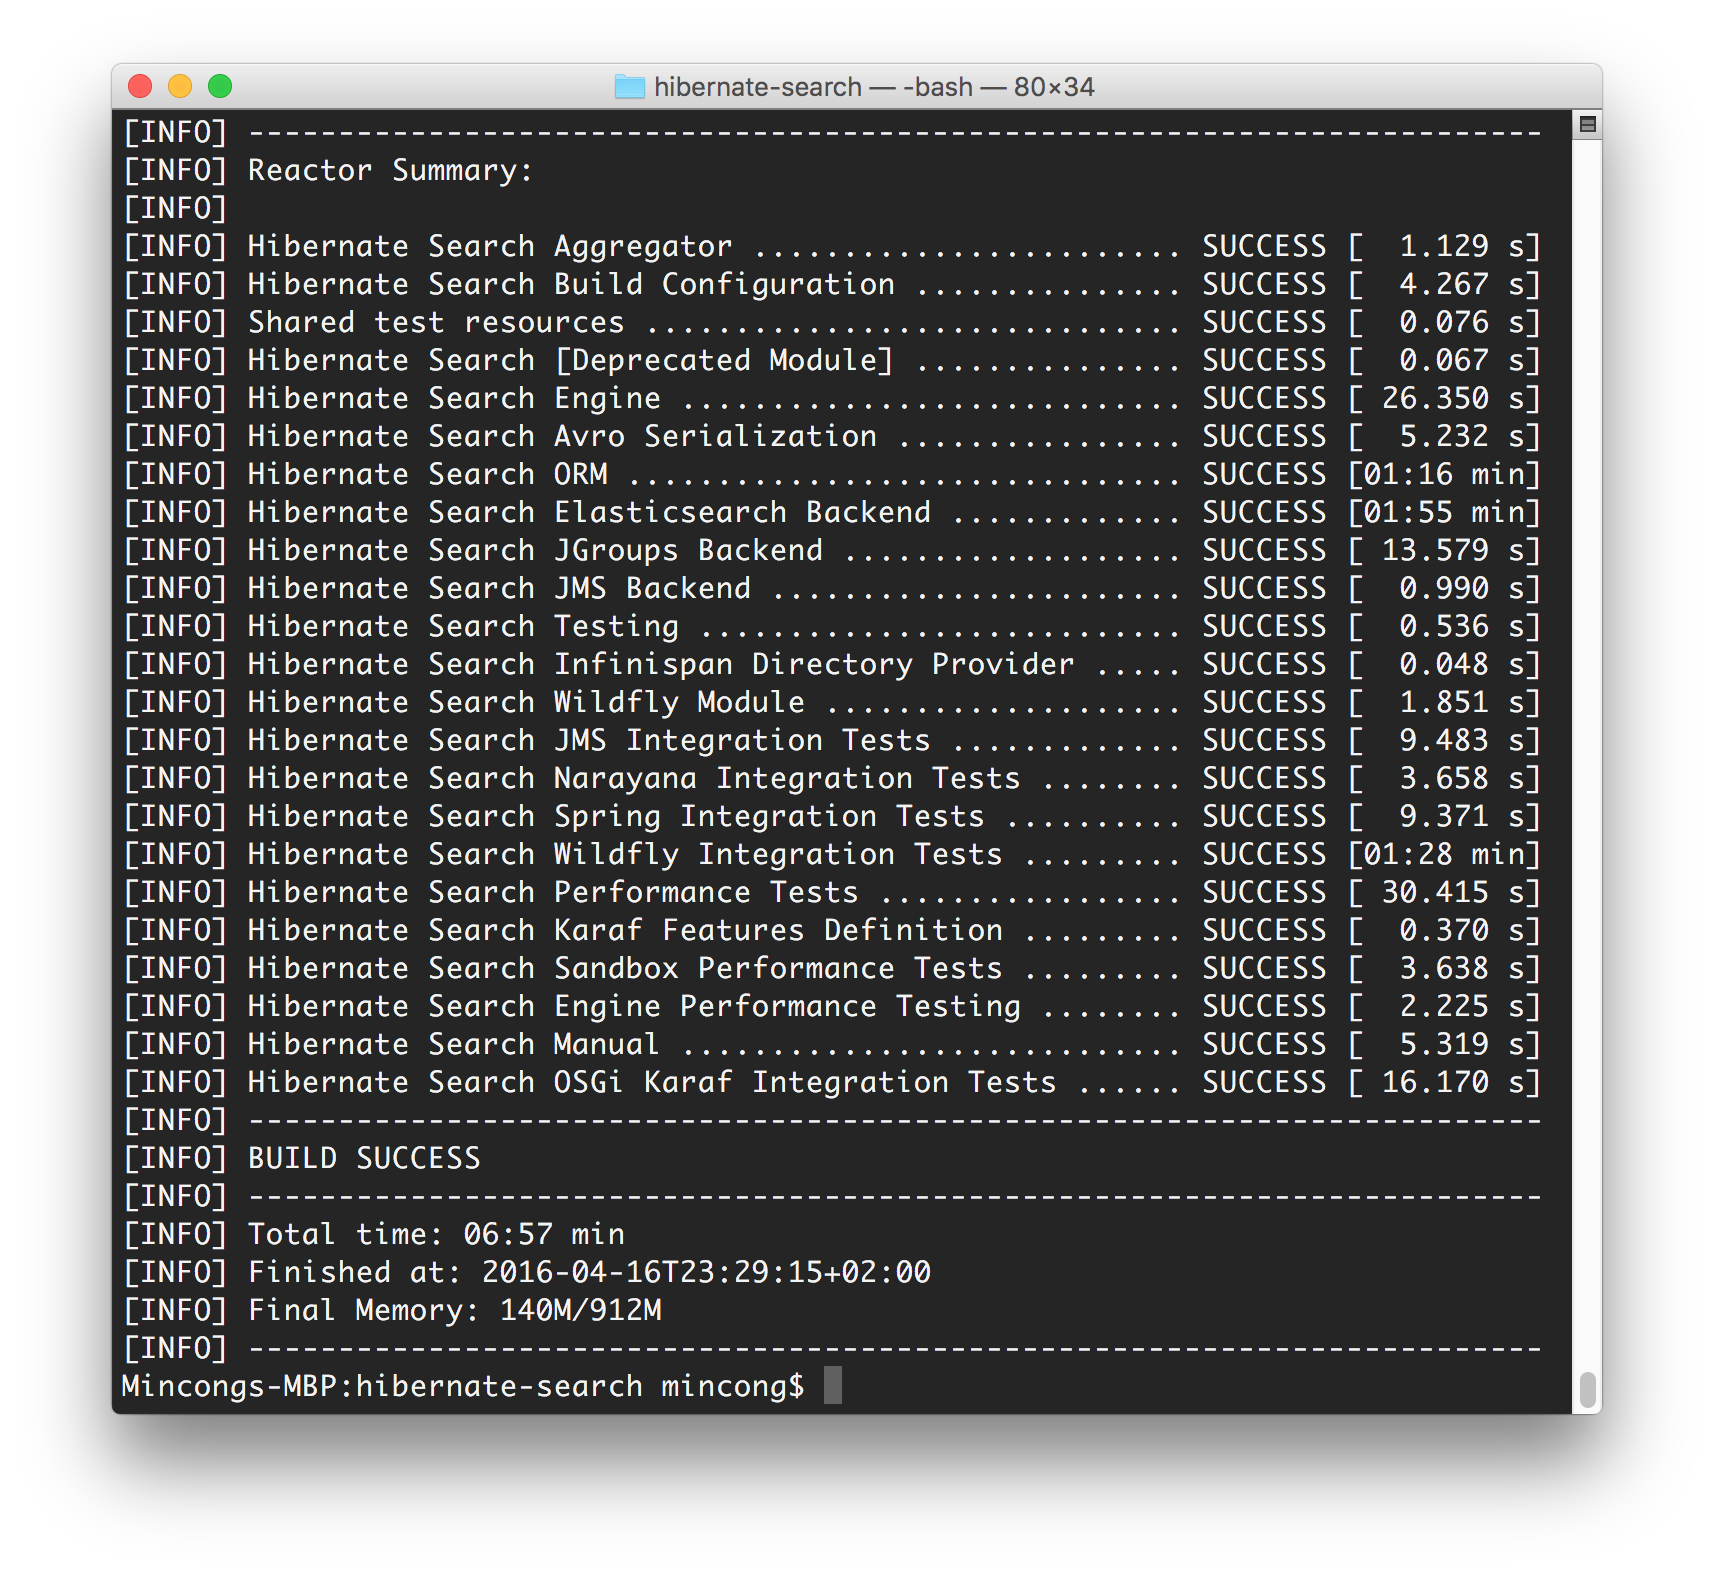 hibernate-search — -bash — 80×34
[INFO] ------------------------------------------------------------------------
[INFO] Reactor Summary:
[INFO]
[INFO] Hibernate Search Aggregator ........................ SUCCESS [  1.129 s]
[INFO] Hibernate Search Build Configuration ............... SUCCESS [  4.267 s]
[INFO] Shared test resources .............................. SUCCESS [  0.076 s]
[INFO] Hibernate Search [Deprecated Module] ............... SUCCESS [  0.067 s]
[INFO] Hibernate Search Engine ............................ SUCCESS [ 26.350 s]
[INFO] Hibernate Search Avro Serialization ................ SUCCESS [  5.232 s]
[INFO] Hibernate Search ORM ............................... SUCCESS [01:16 min]
[INFO] Hibernate Search Elasticsearch Backend ............. SUCCESS [01:55 min]
[INFO] Hibernate Search JGroups Backend ................... SUCCESS [ 13.579 s]
[INFO] Hibernate Search JMS Backend ....................... SUCCESS [  0.990 s]
[INFO] Hibernate Search Testing ........................... SUCCESS [  0.536 s]
[INFO] Hibernate Search Infinispan Directory Provider ..... SUCCESS [  0.048 s]
[INFO] Hibernate Search Wildfly Module .................... SUCCESS [  1.851 s]
[INFO] Hibernate Search JMS Integration Tests ............. SUCCESS [  9.483 s]
[INFO] Hibernate Search Narayana Integration Tests ........ SUCCESS [  3.658 s]
[INFO] Hibernate Search Spring Integration Tests .......... SUCCESS [  9.371 s]
[INFO] Hibernate Search Wildfly Integration Tests ......... SUCCESS [01:28 min]
[INFO] Hibernate Search Performance Tests ................. SUCCESS [ 30.415 s]
[INFO] Hibernate Search Karaf Features Definition ......... SUCCESS [  0.370 s]
[INFO] Hibernate Search Sandbox Performance Tests ......... SUCCESS [  3.638 s]
[INFO] Hibernate Search Engine Performance Testing ........ SUCCESS [  2.225 s]
[INFO] Hibernate Search Manual ............................ SUCCESS [  5.319 s]
[INFO] Hibernate Search OSGi Karaf Integration Tests ...... SUCCESS [ 16.170 s]
[INFO] ------------------------------------------------------------------------
[INFO] BUILD SUCCESS
[INFO] ------------------------------------------------------------------------
[INFO] Total time: 06:57 min
[INFO] Finished at: 2016-04-16T23:29:15+02:00
[INFO] Final Memory: 140M/912M
[INFO] ------------------------------------------------------------------------
Mincongs-MBP:hibernate-search mincong$